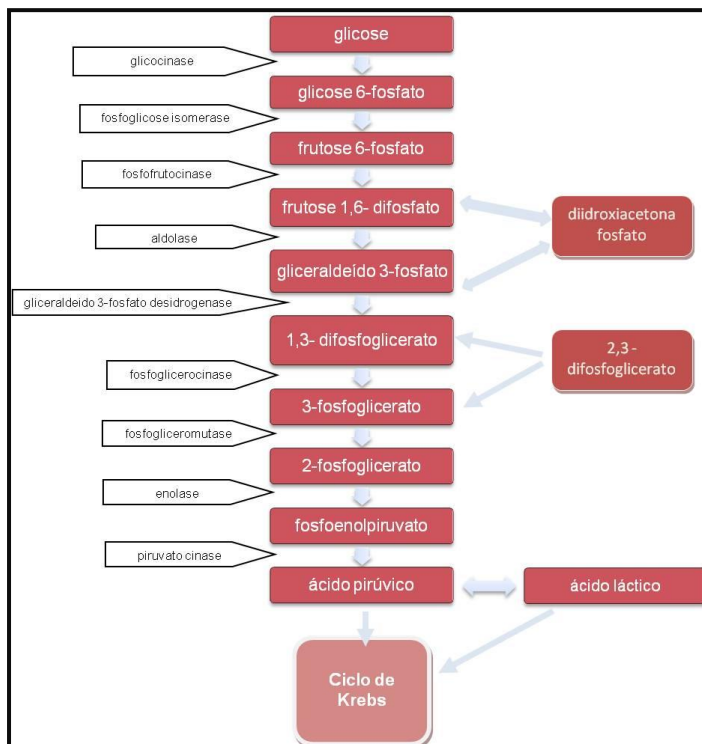 glicose
glicocinase
glicose 6-fosfato
fosfoglicose isomerase
frutose 6-fosfato
fosfofrutocinase
frutose 1,6- difosfato
diidroxiacetona
fosfato
aldolase
gliceraldeído 3-fosfato
gliceraldeido 3-fosfato desidrogenase
1,3- difosfoglicerato
2,3 -
difosfoglicerato
fosfoglicerocinase
3-fosfoglicerato
fosfogliceromutase
2-fosfoglicerato
enolase
fosfoenolpiruvato
piruvato cinase
ácido pirúvico
ácido láctico
Ciclo de
Krebs